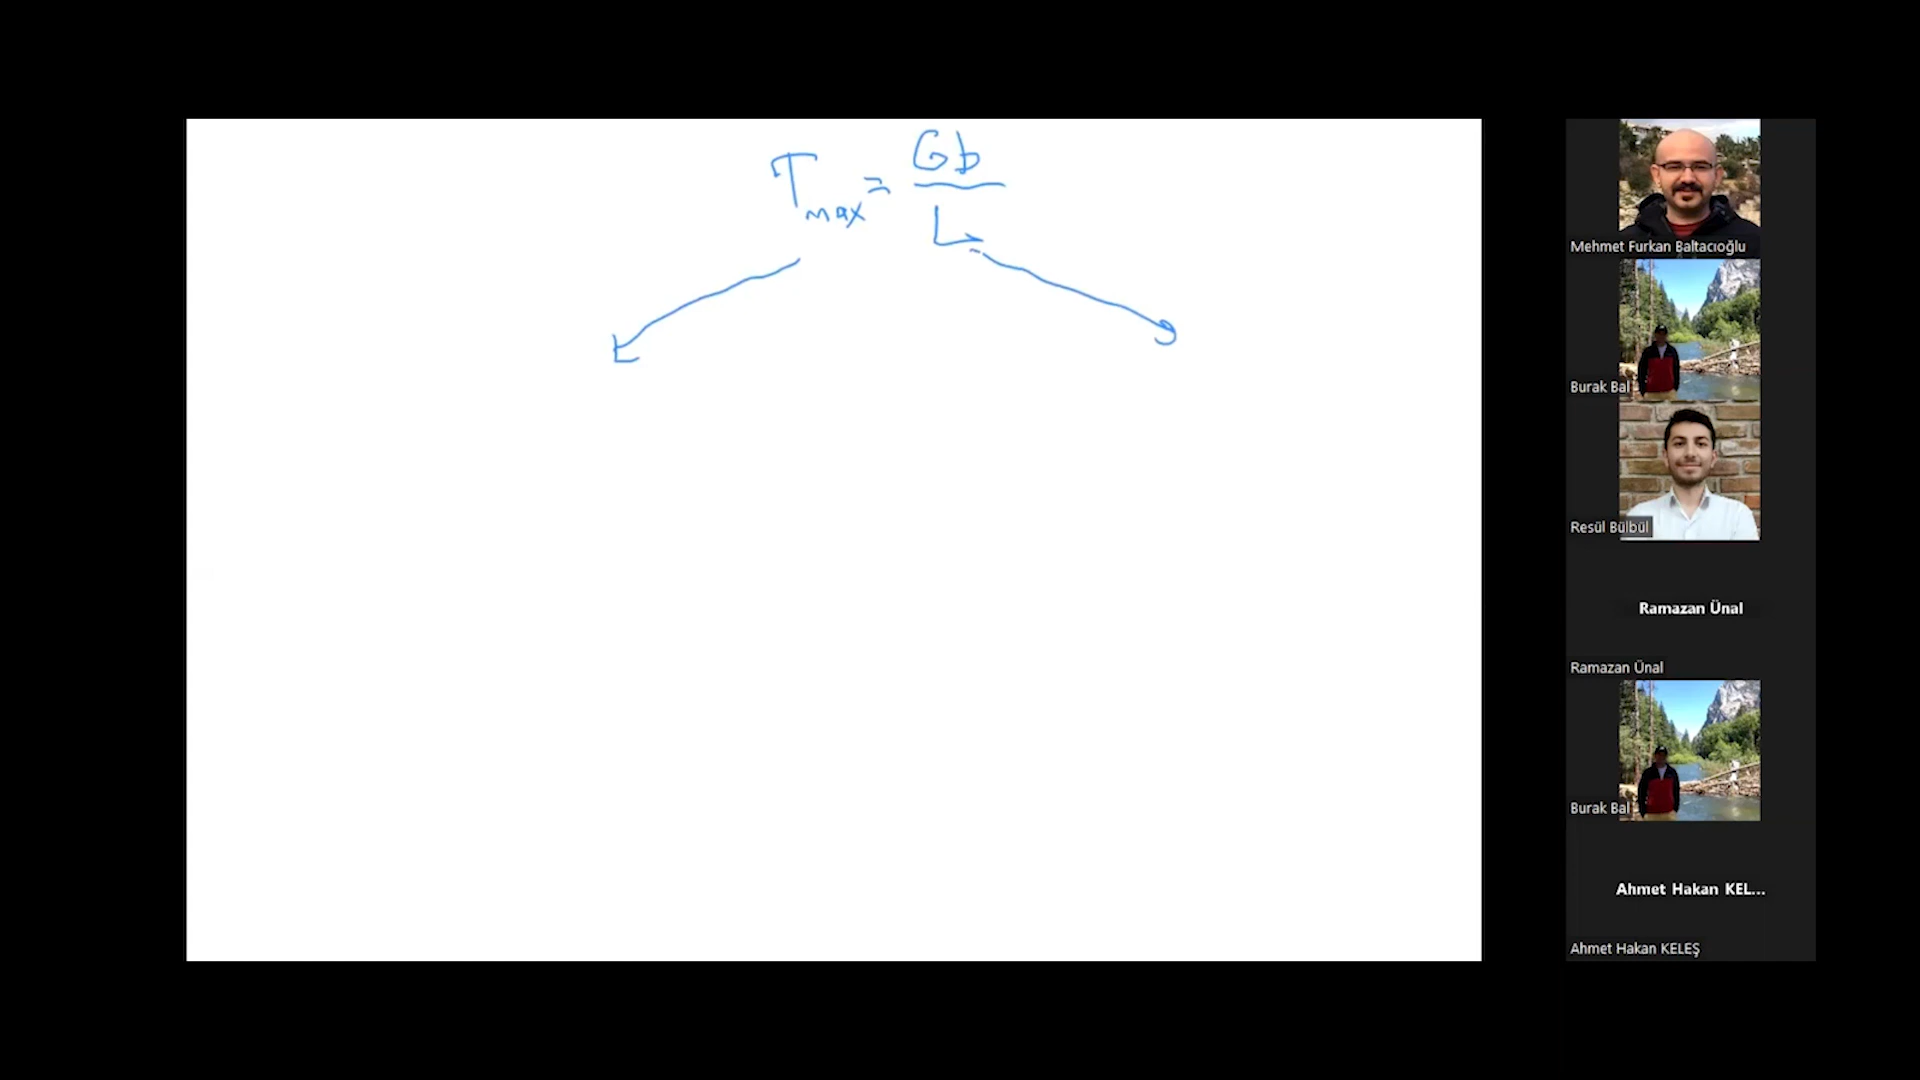 τmax = Gb
L
Mehmet Furkan Baltacıoğlu
Burak Bal
Resül Bülbül
Ramazan Ünal
Ramazan Ünal
Burak Bal
Ahmet Hakan KEL...
Ahmet Hakan KELEŞ